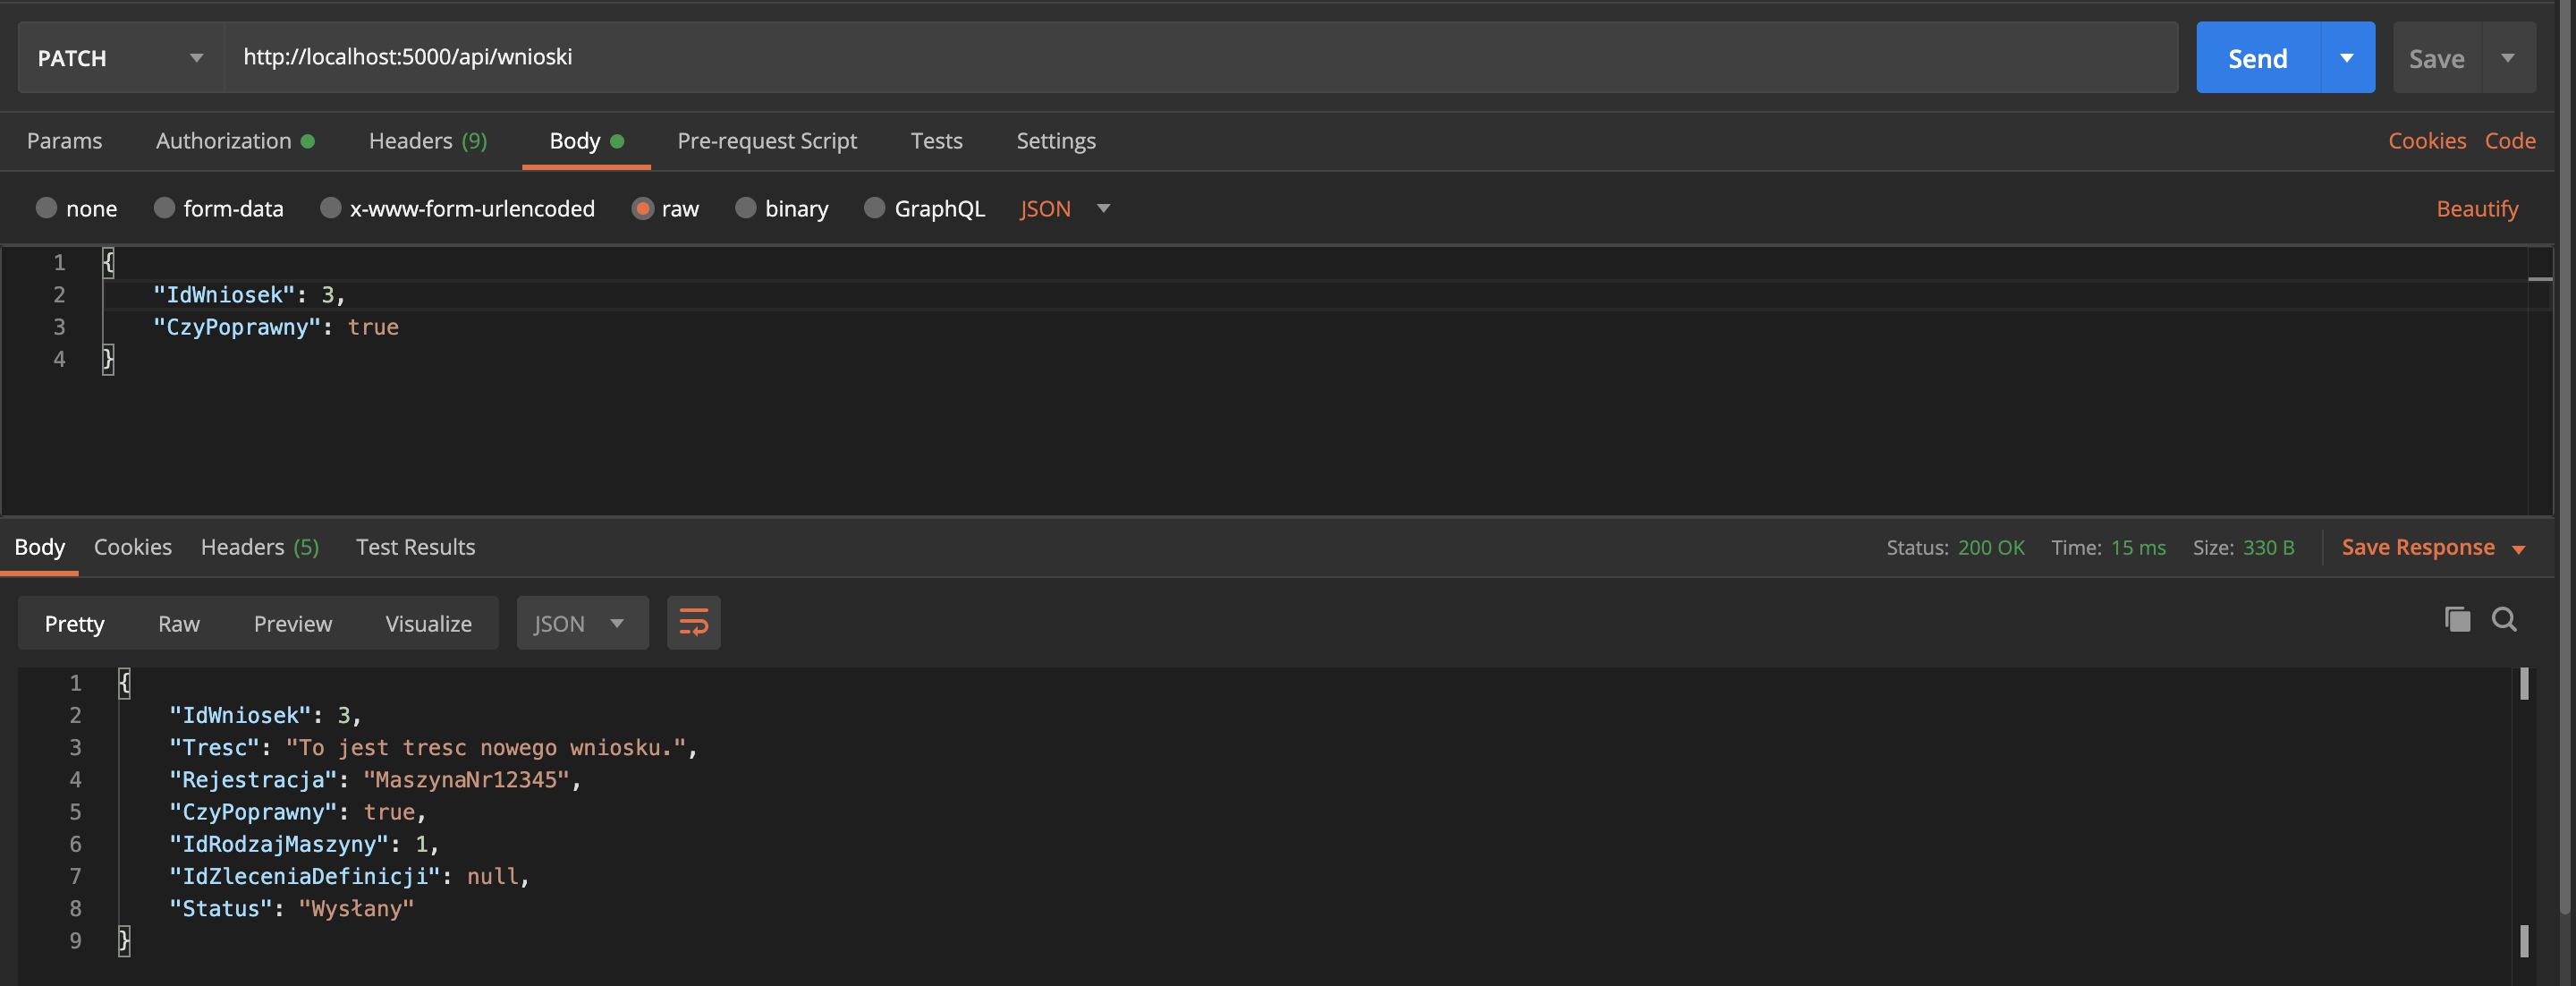 PATCH http://localhost:5000/api/wnioski Send Save
Params Authorization Headers (9) Body Pre-request Script Tests Settings Cookies Code
none form-data x-www-form-urlencoded raw binary GraphQL JSON Beautify
1 {
2 "IdWniosek": 3,
3 "CzyPoprawny": true
4 }
Body Cookies Headers (5) Test Results Status: 200 OK Time: 15 ms Size: 330 B Save Response
Pretty Raw Preview Visualize JSON
1 {
2 "IdWniosek": 3,
3 "Tresc": "To jest tresc nowego wniosku.",
4 "Rejestracja": "MaszynaNr12345",
5 "CzyPoprawny": true,
6 "IdRodzajMaszyny": 1,
7 "IdZleceniaDefinicji": null,
8 "Status": "Wysłany"
9 }